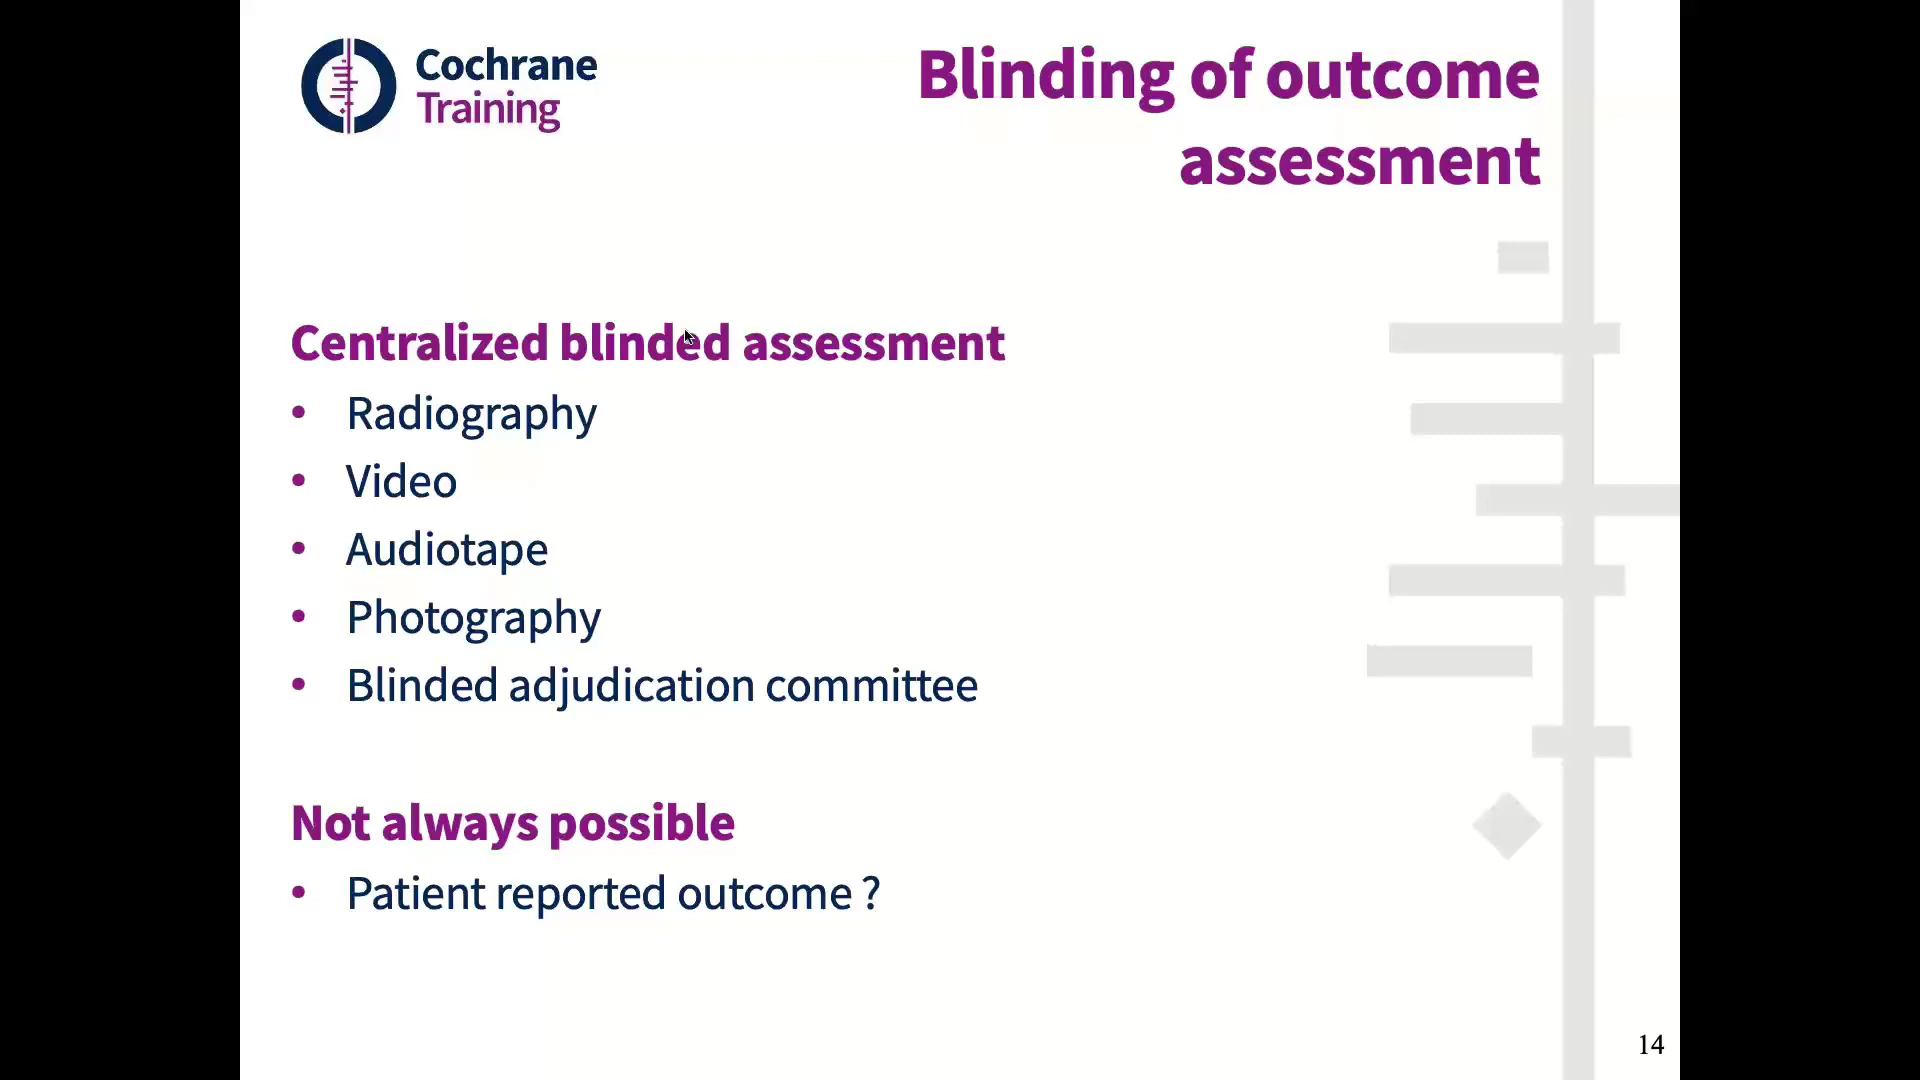 Cochrane
Training
Blinding of outcome
assessment
Centralized blinded assessment
• Radiography
• Video
• Audiotape
• Photography
• Blinded adjudication committee
Not always possible
• Patient reported outcome ?
14